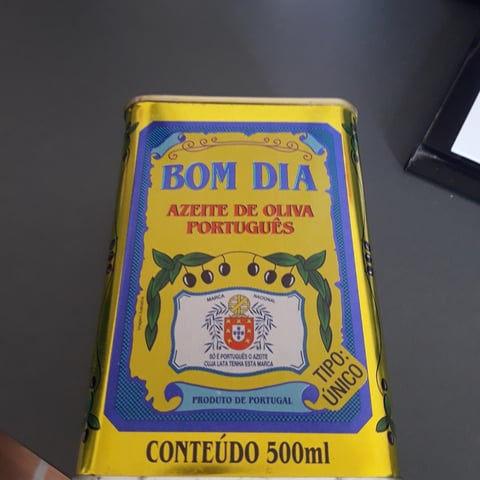 BOM DIA
AZEITE DE OLIVA
PORTUGUÊS
MARCA NACIONAL
SÓ É PORTUGUÊS O AZEITE
CUJA LATA TENHA ESTA MARCA
TIPO:
ÚNICO
PRODUTO DE PORTUGAL
CONTEÚDO 500ml